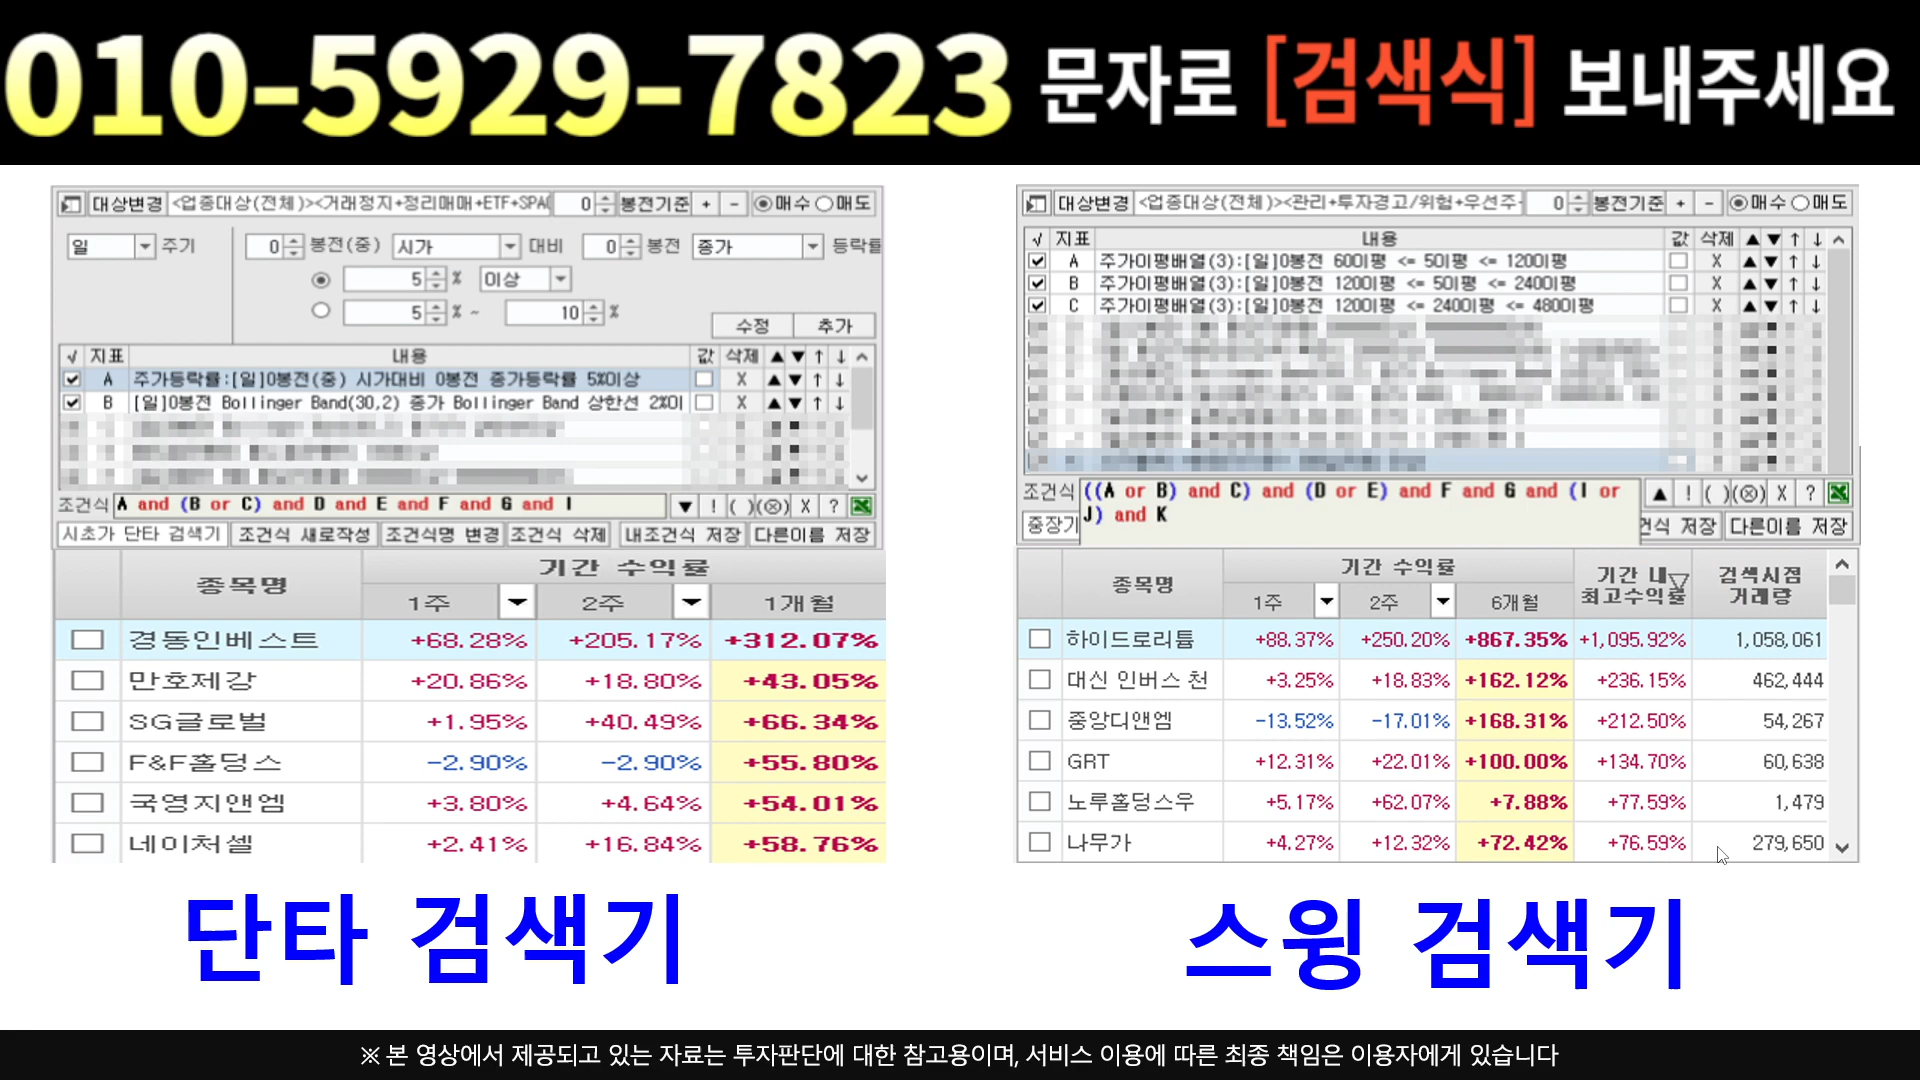 010-5929-7823 문자로 [검색식] 보내주세요
대상변경 <업종대상(전체)><거래정지+정리매매+ETF+SPA 0 봉전기준 + - 매수 매도
일 주기 0 봉전(중) 시가 대비 0 봉전 종가 등락률
5 % 이상
5 % ~ 10 %
수정 추가
√ 지표 내용 값 삭제 ▲ ▼ ↑ ↓
A 주가등락률:[일]0봉전(중) 시가대비 0봉전 종가등락률 5%이상 X ▲ ▼ ↑ ↓
B [일]0봉전 Bollinger Band(30,2) 종가 Bollinger Band 상한선 2%이 X ▲ ▼ ↑ ↓
조건식 A and (B or C) and D and E and F and G and I ▼ ! ( )(⊗) X ?
시초가 단타 검색기 조건식 새로작성 조건식명 변경 조건식 삭제 내조건식 저장 다른이름 저장
종목명 기간 수익률
1주 2주 1개월
경동인베스트 +68.28% +205.17% +312.07%
만호제강 +20.86% +18.80% +43.05%
SG글로벌 +1.95% +40.49% +66.34%
F&F홀딩스 -2.90% -2.90% +55.80%
국영지앤엠 +3.80% +4.64% +54.01%
네이처셀 +2.41% +16.84% +58.76%
단타 검색기
대상변경 <업종대상(전체)><관리+투자경고/위험+우선주+ 0 봉전기준 + - 매수 매도
√ 지표 내용 값 삭제 ▲ ▼ ↑ ↓
A 주가이평배열(3):[일]0봉전 60이평 <= 5이평 <= 120이평 X ▲ ▼ ↑ ↓
B 주가이평배열(3):[일]0봉전 120이평 <= 5이평 <= 240이평 X ▲ ▼ ↑ ↓
C 주가이평배열(3):[일]0봉전 120이평 <= 240이평 <= 480이평 X ▲ ▼ ↑ ↓
조건식 ((A or B) and C) and (D or E) and F and G and (I or ▲ ! ( )(⊗) X ?
중장기 J) and K 건식 저장 다른이름 저장
종목명 기간 수익률 기간 내 최고수익률 검색시점 거래량
1주 2주 6개월
하이드로리튬 +88.37% +250.20% +867.35% +1,095.92% 1,058,061
대신 인버스 천 +3.25% +18.83% +162.12% +236.15% 462,444
중앙디앤엠 -13.52% -17.01% +168.31% +212.50% 54,267
GRT +12.31% +22.01% +100.00% +134.70% 60,638
노루홀딩스우 +5.17% +62.07% +7.88% +77.59% 1,479
나무가 +4.27% +12.32% +72.42% +76.59% 279,650
스윙 검색기
※ 본 영상에서 제공되고 있는 자료는 투자판단에 대한 참고용이며, 서비스 이용에 따른 최종 책임은 이용자에게 있습니다